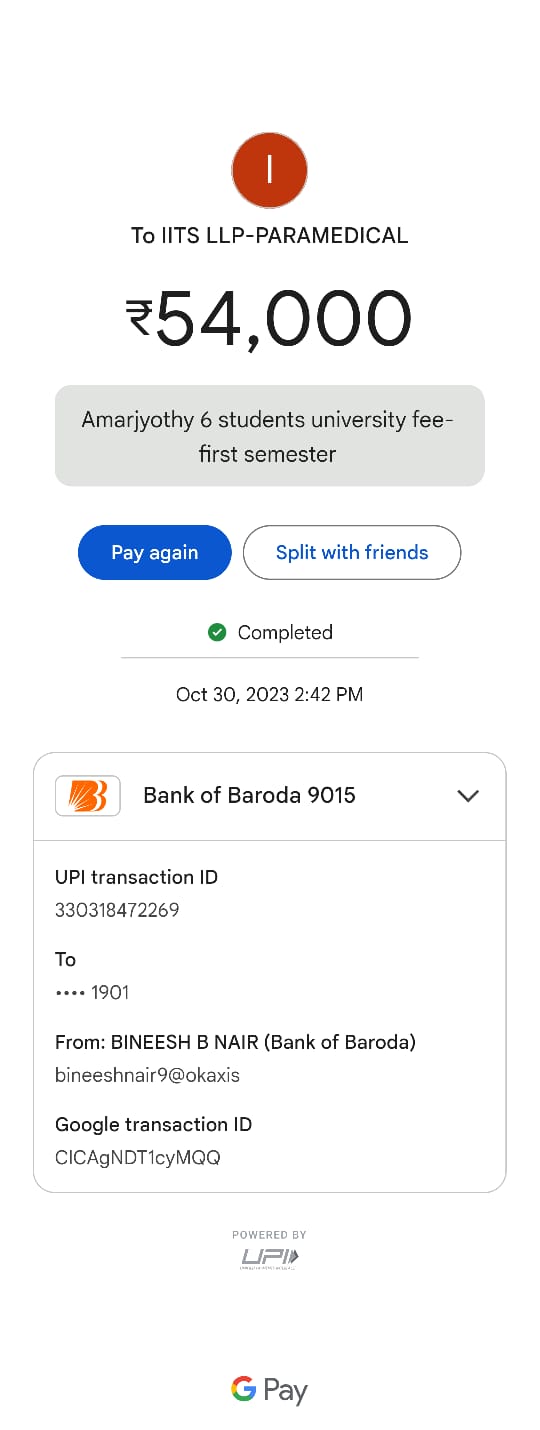 I
To IITS LLP-PARAMEDICAL
₹54,000
Amarjyothy 6 students university fee-
first semester
Pay again
Split with friends
Completed
Oct 30, 2023 2:42 PM
Bank of Baroda 9015
UPI transaction ID
330318472269
To
•••• 1901
From: BINEESH B NAIR (Bank of Baroda)
bineeshnair9@okaxis
Google transaction ID
CICAgNDT1cyMQQ
POWERED BY
UPI
G Pay